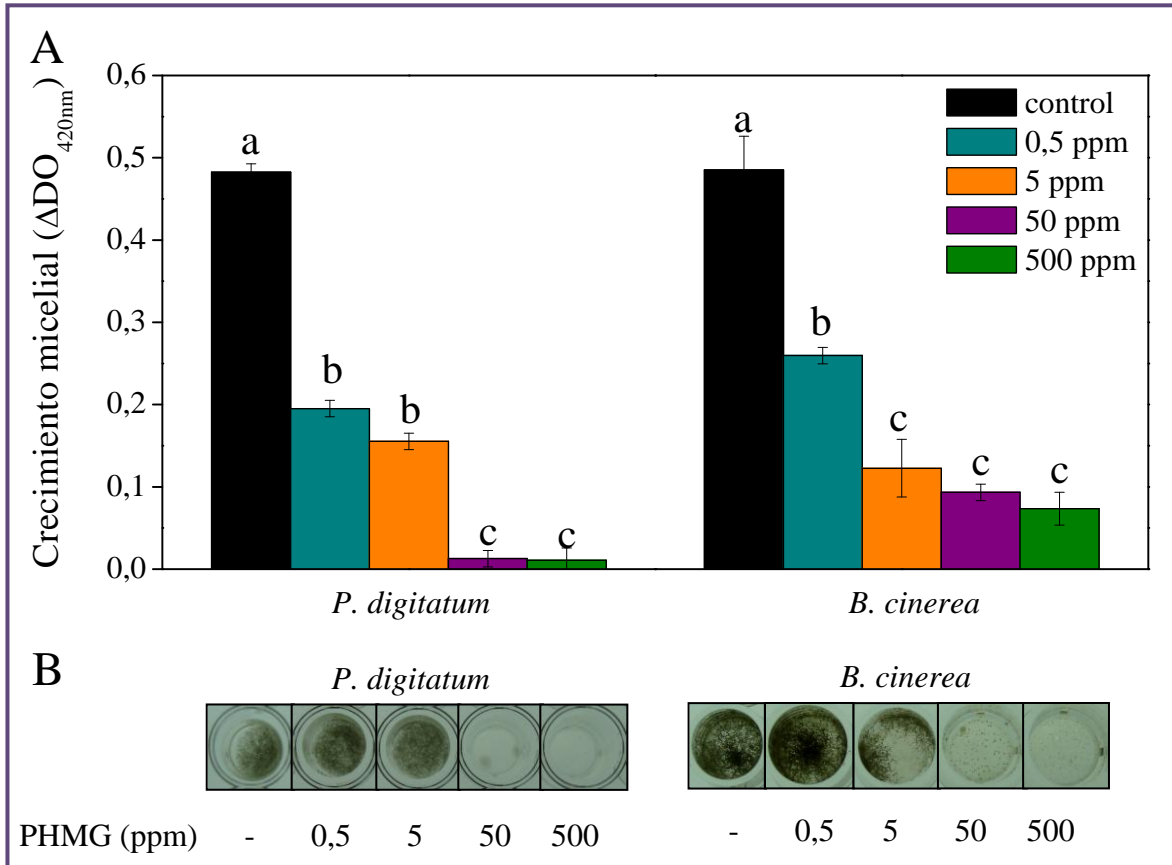 A
Crecimiento micelial (ΔDO420nm)
0,6
0,5
0,4
0,3
0,2
0,1
0,0
a
b
b
c
c
a
b
c
c
c
control
0,5 ppm
5 ppm
50 ppm
500 ppm
P. digitatum
B. cinerea
B
P. digitatum
B. cinerea
PHMG (ppm) - 0,5 5 50 500 - 0,5 5 50 500